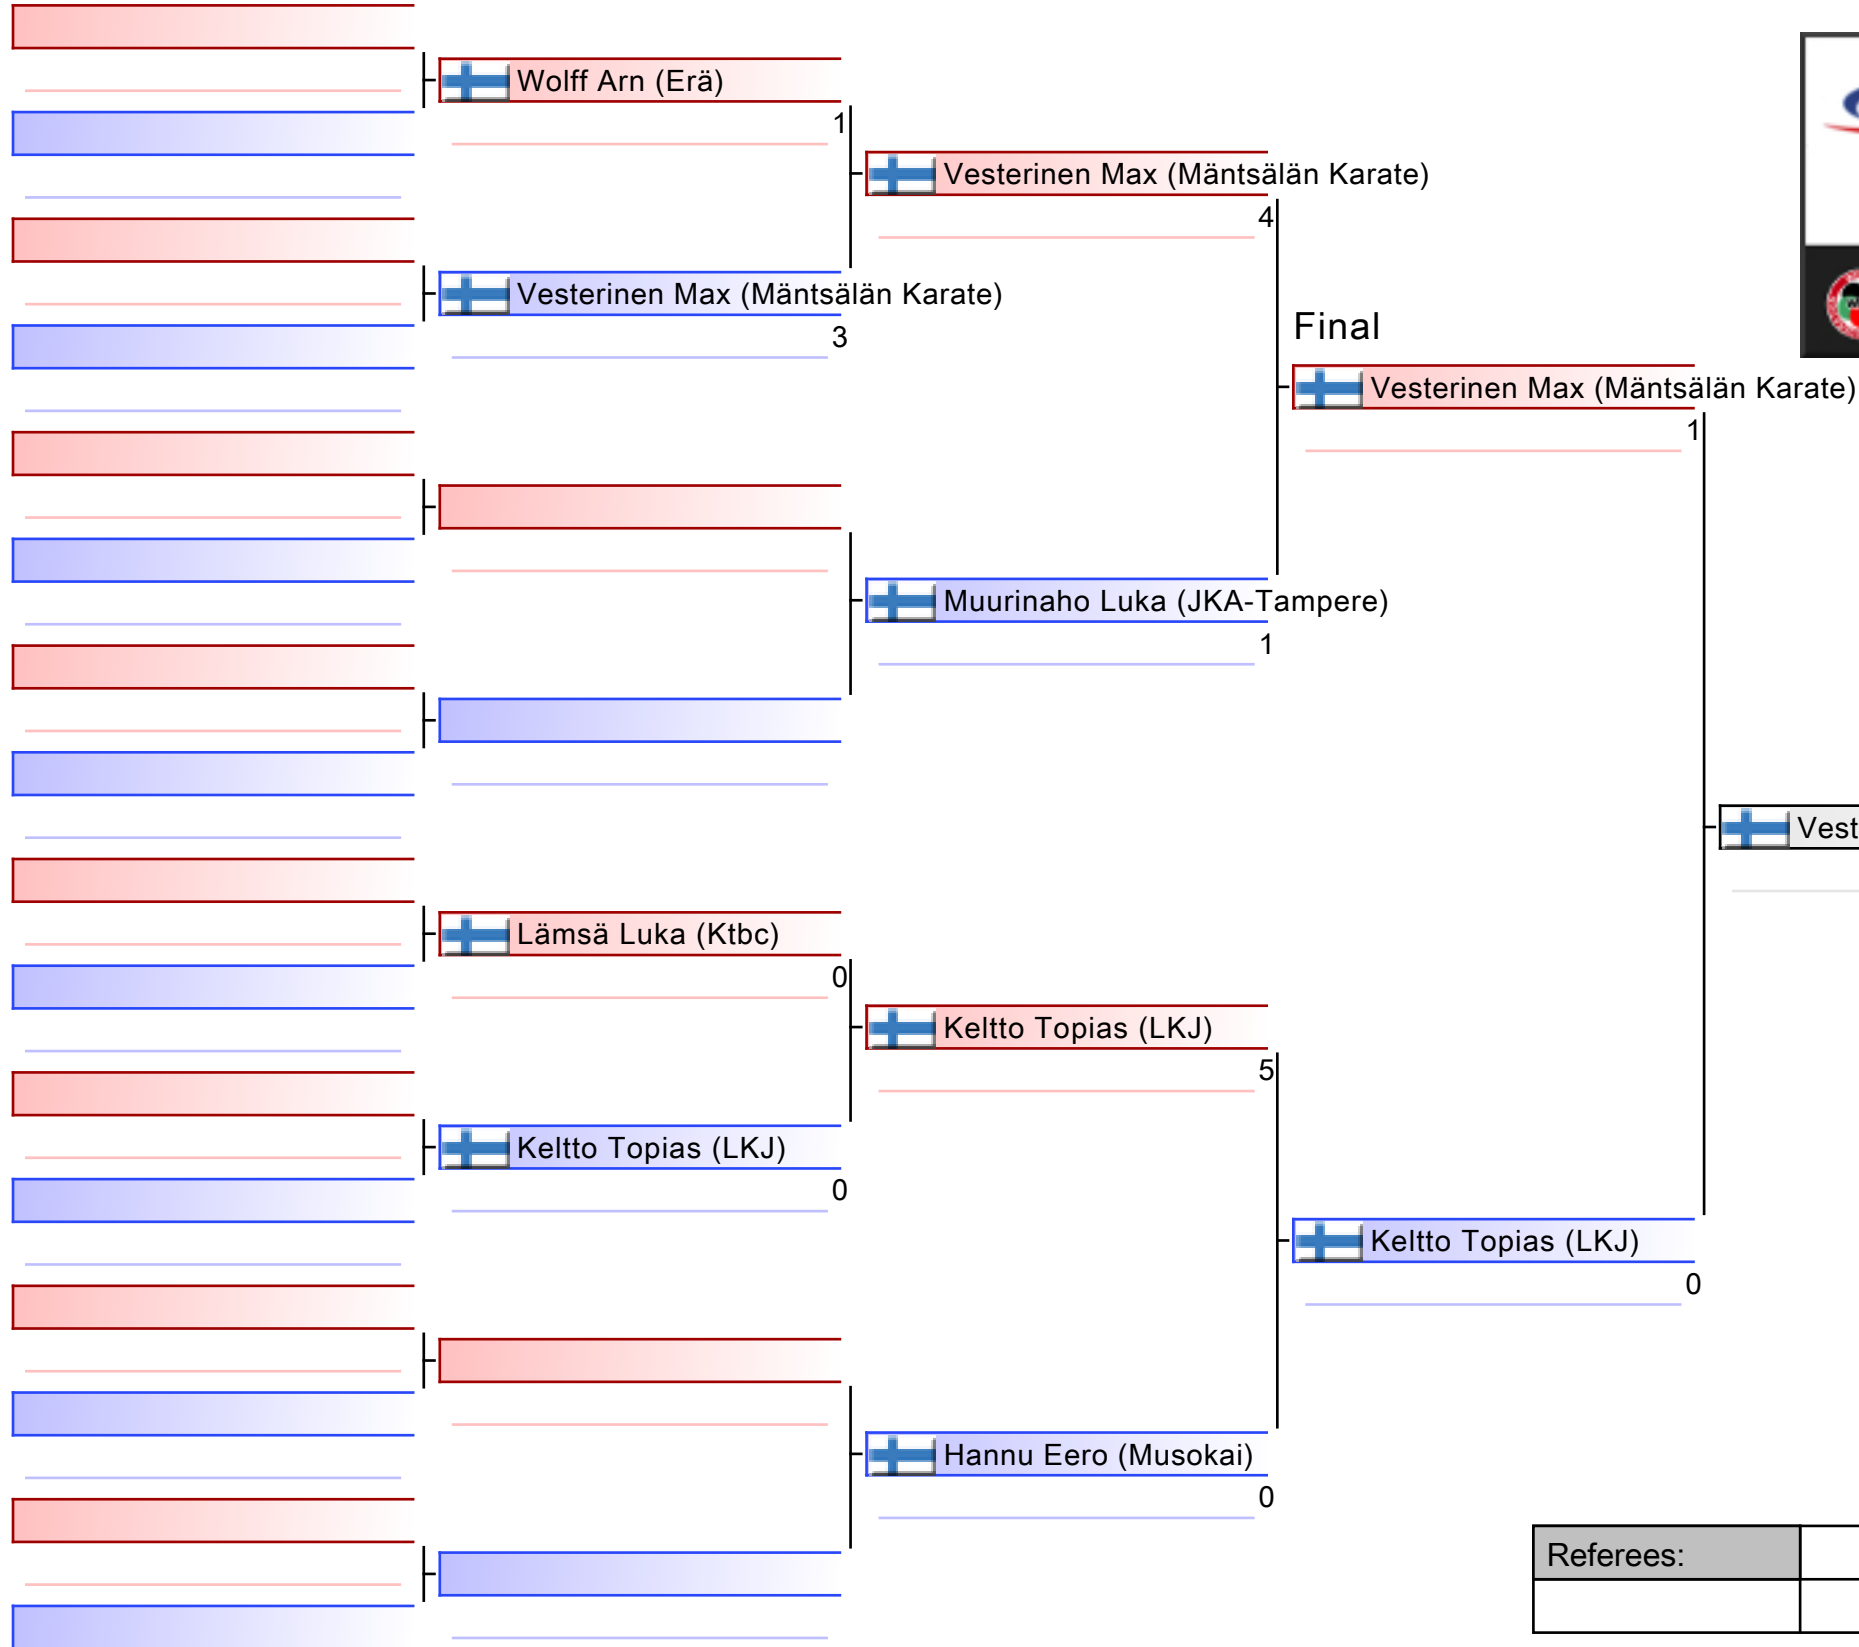 Wolff Arn (Erä)
1
Vesterinen Max (Mäntsälän Karate)
4
Vesterinen Max (Mäntsälän Karate)
3
Final
Vesterinen Max (Mäntsälän Karate)
1
Muurinaho Luka (JKA-Tampere)
1
Vest
Lämsä Luka (Ktbc)
0
Keltto Topias (LKJ)
5
Keltto Topias (LKJ)
0
Keltto Topias (LKJ)
0
Hannu Eero (Musokai)
0
Referees: